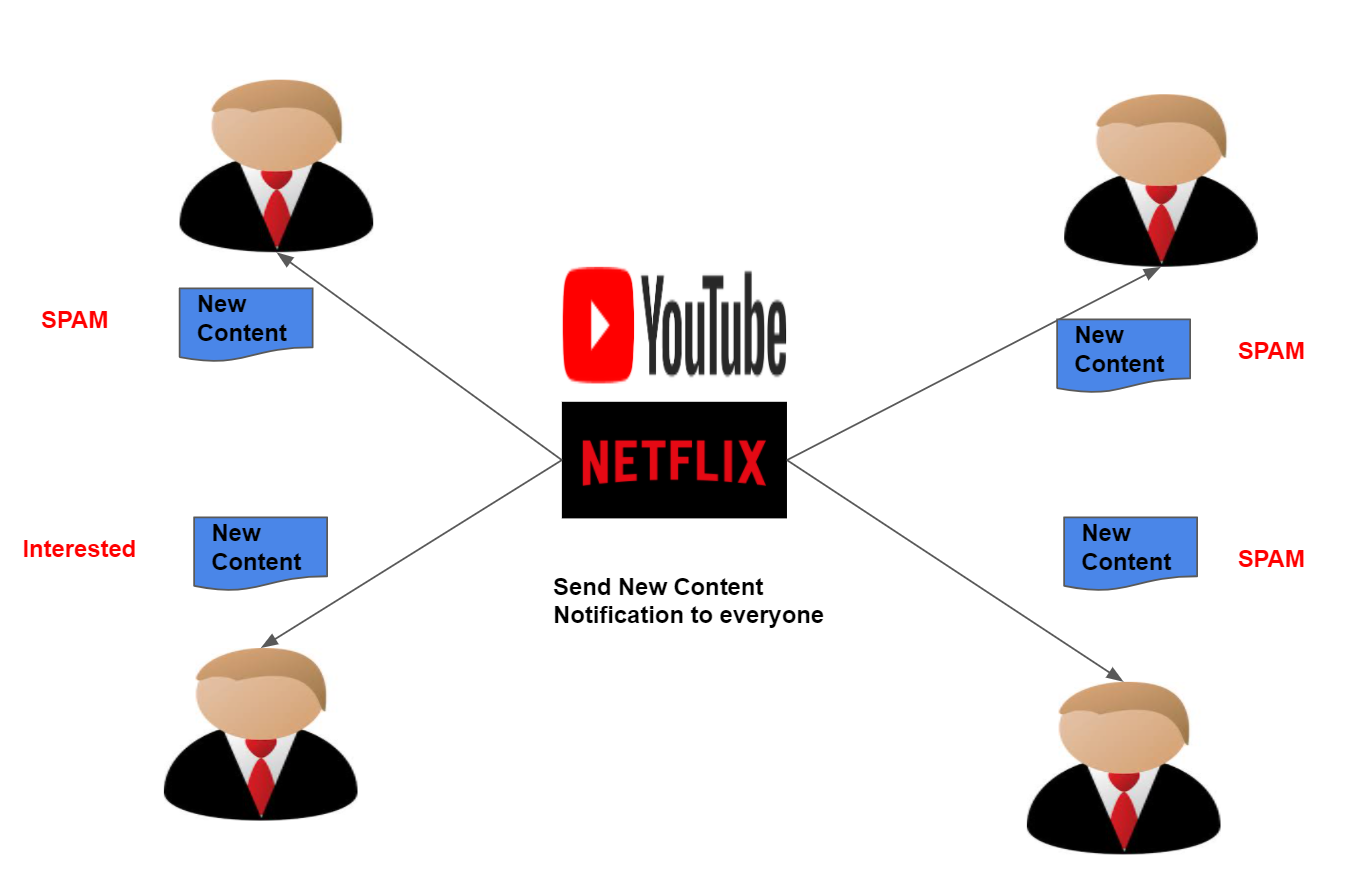 YouTube
NETFLIX
New
Content
SPAM
New
Content
SPAM
Interested
New
Content
New
Content
SPAM
Send New Content
Notification to everyone